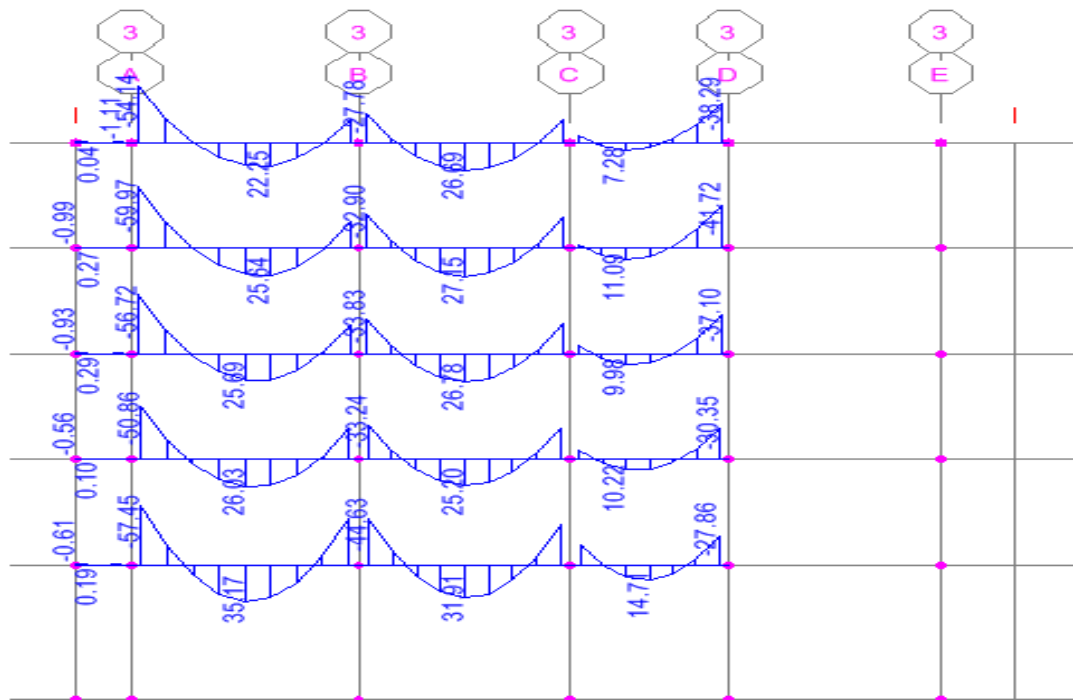 3 3 3 3 3
A B C D E
-1.11 -54.14 -27.78 -38.29
0.04 22.25 26.69 7.28
-0.99 -59.97 -32.90 -41.72
0.27 25.64 27.15 11.09
-0.93 -56.72 -33.83 -37.10
0.29 25.69 26.78 9.98
-0.56 -50.86 -33.24 -30.35
0.10 26.03 25.20 10.22
-0.61 -57.45 -44.63 -27.86
0.19 35.17 31.91 14.71